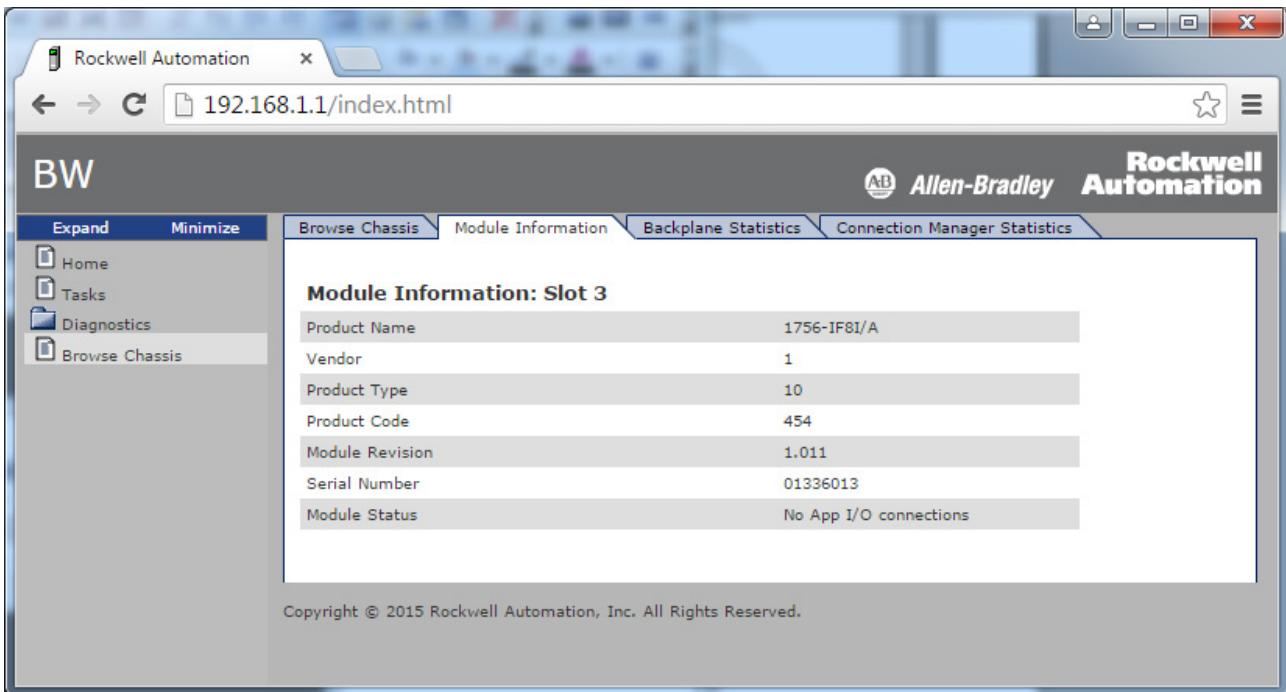 Rockwell Automation
192.168.1.1/index.html
BW
AB Allen-Bradley
Rockwell Automation
Expand Minimize
Home
Tasks
Diagnostics
Browse Chassis
Browse Chassis Module Information Backplane Statistics Connection Manager Statistics
Module Information: Slot 3
Product Name 1756-IF8I/A
Vendor 1
Product Type 10
Product Code 454
Module Revision 1.011
Serial Number 01336013
Module Status No App I/O connections
Copyright © 2015 Rockwell Automation, Inc. All Rights Reserved.